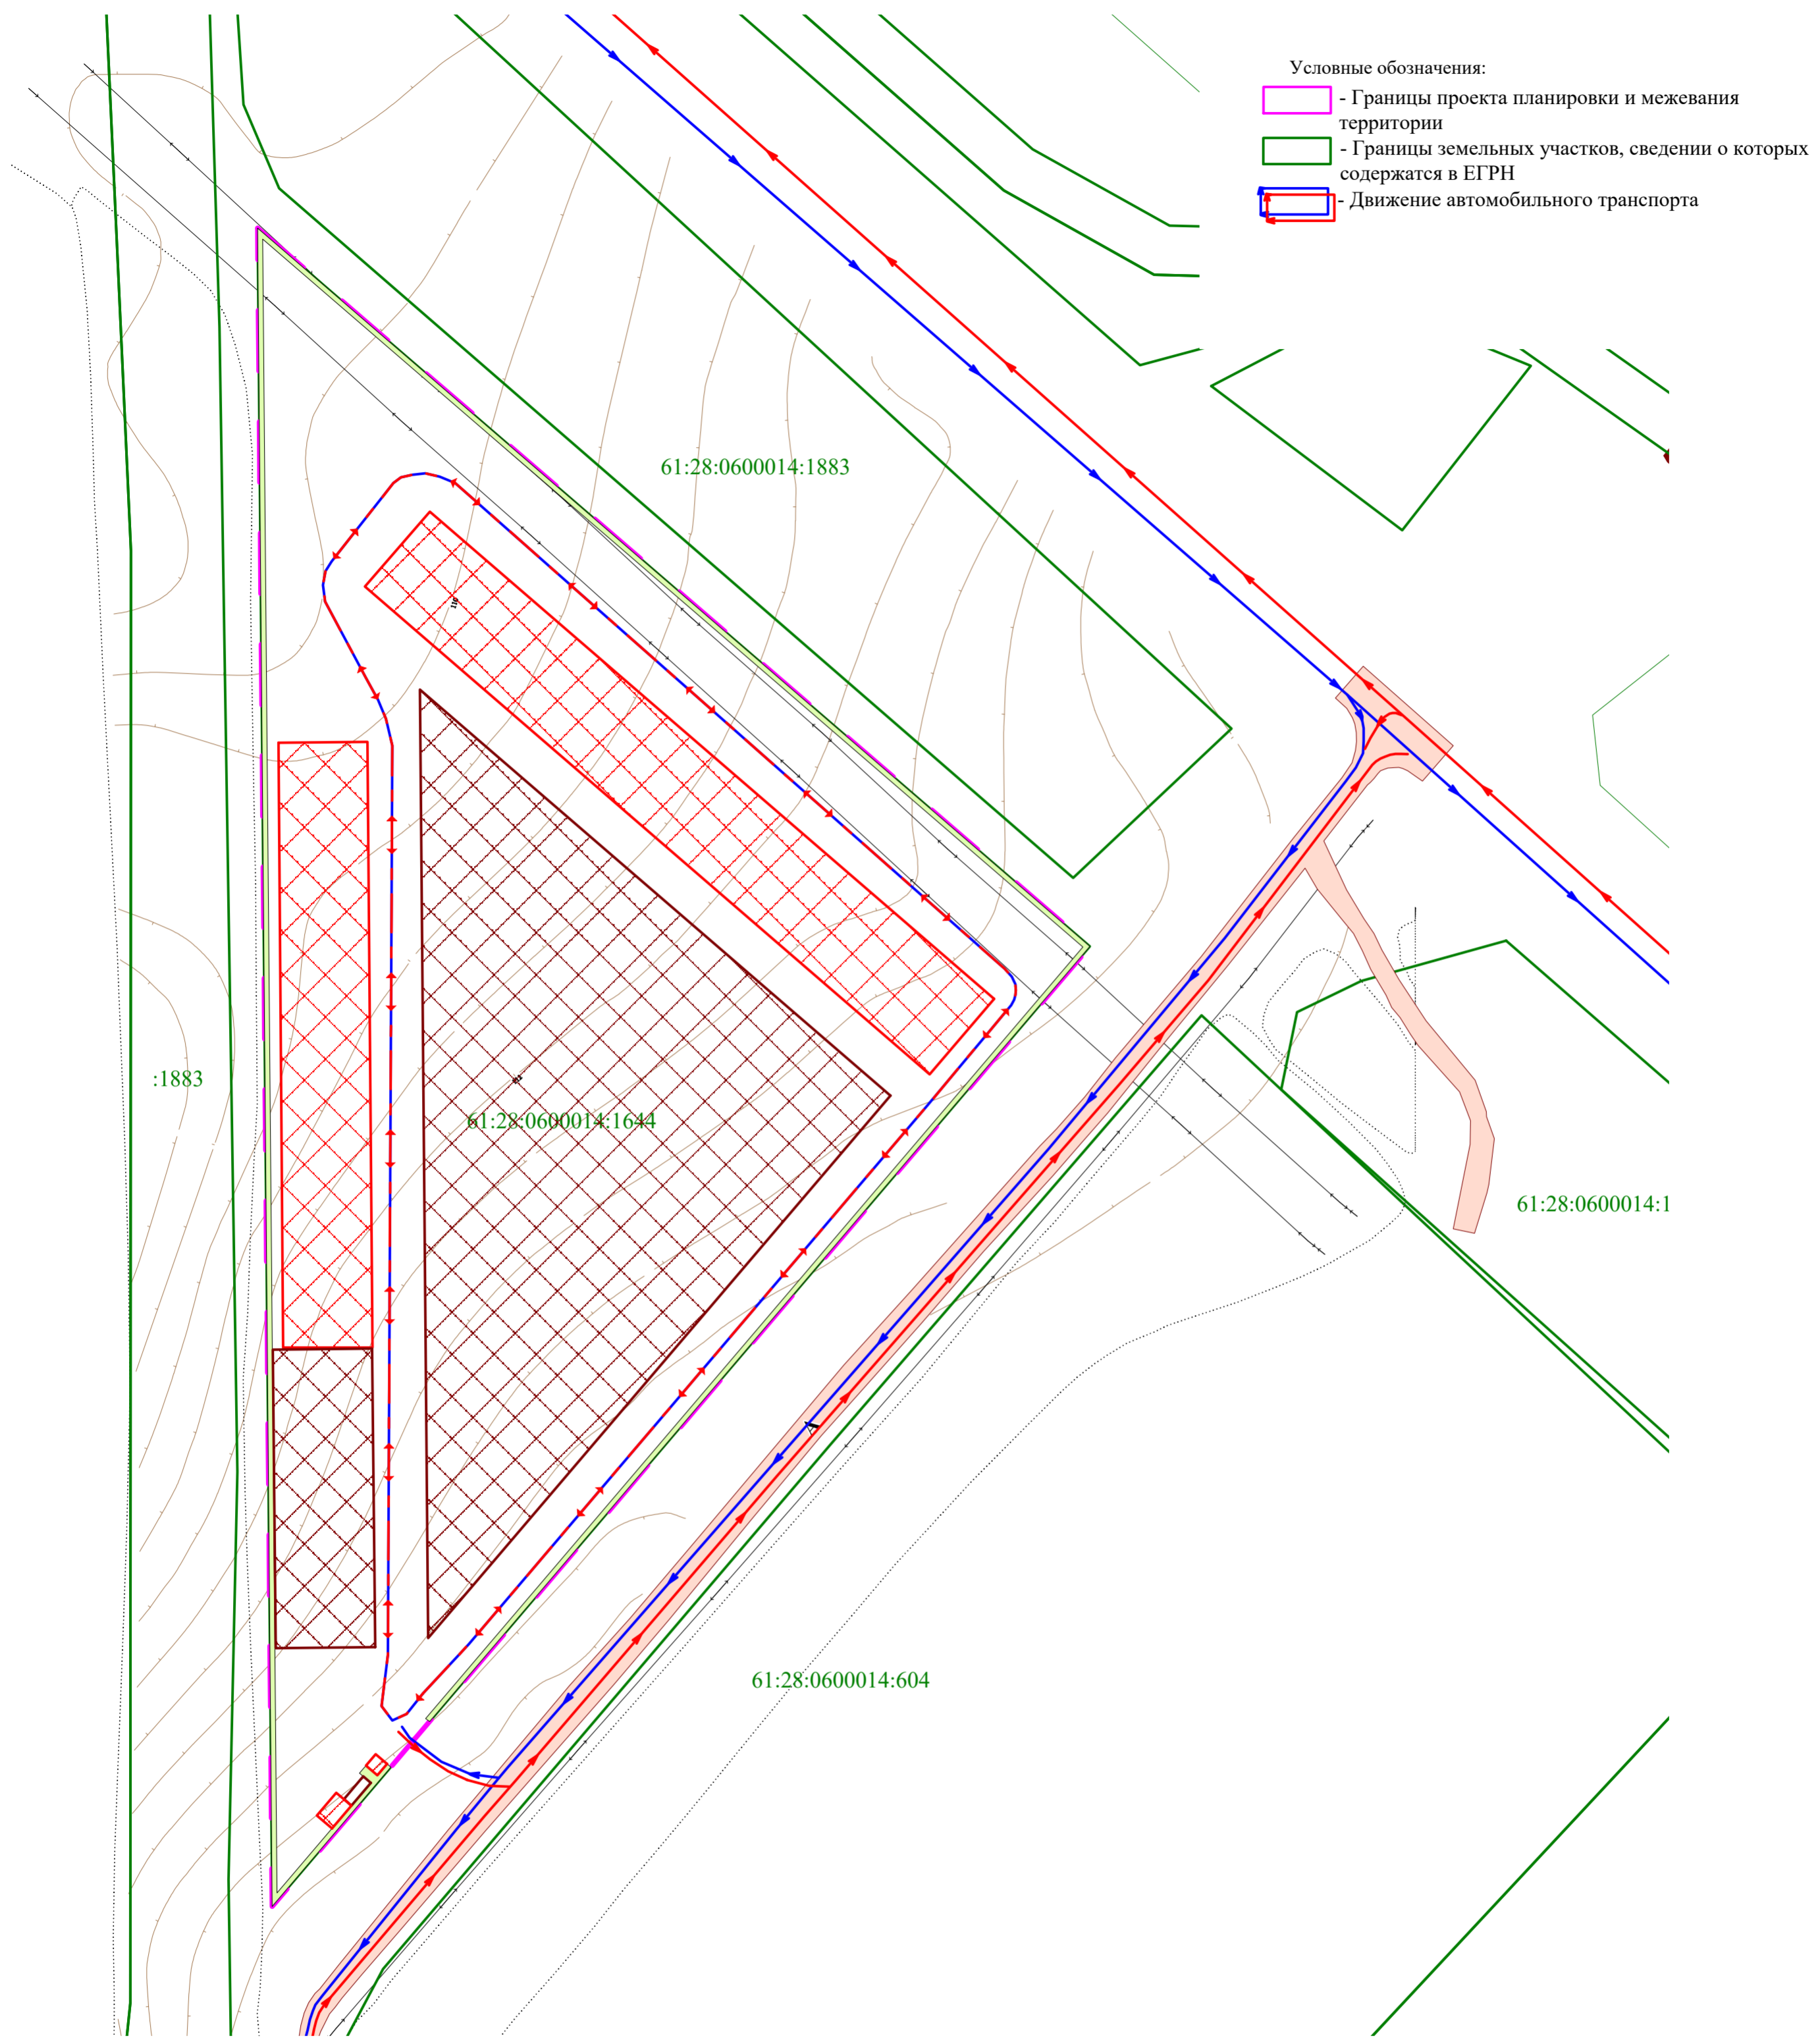 Условные обозначения:
- Границы проекта планировки и межевания
территории
- Границы земельных участков, сведении о которых
содержатся в ЕГРН
- Движение автомобильного транспорта
61:28:0600014:1883
:1883
61:28:0600014:1644
61:28:0600014:1
А
61:28:0600014:604